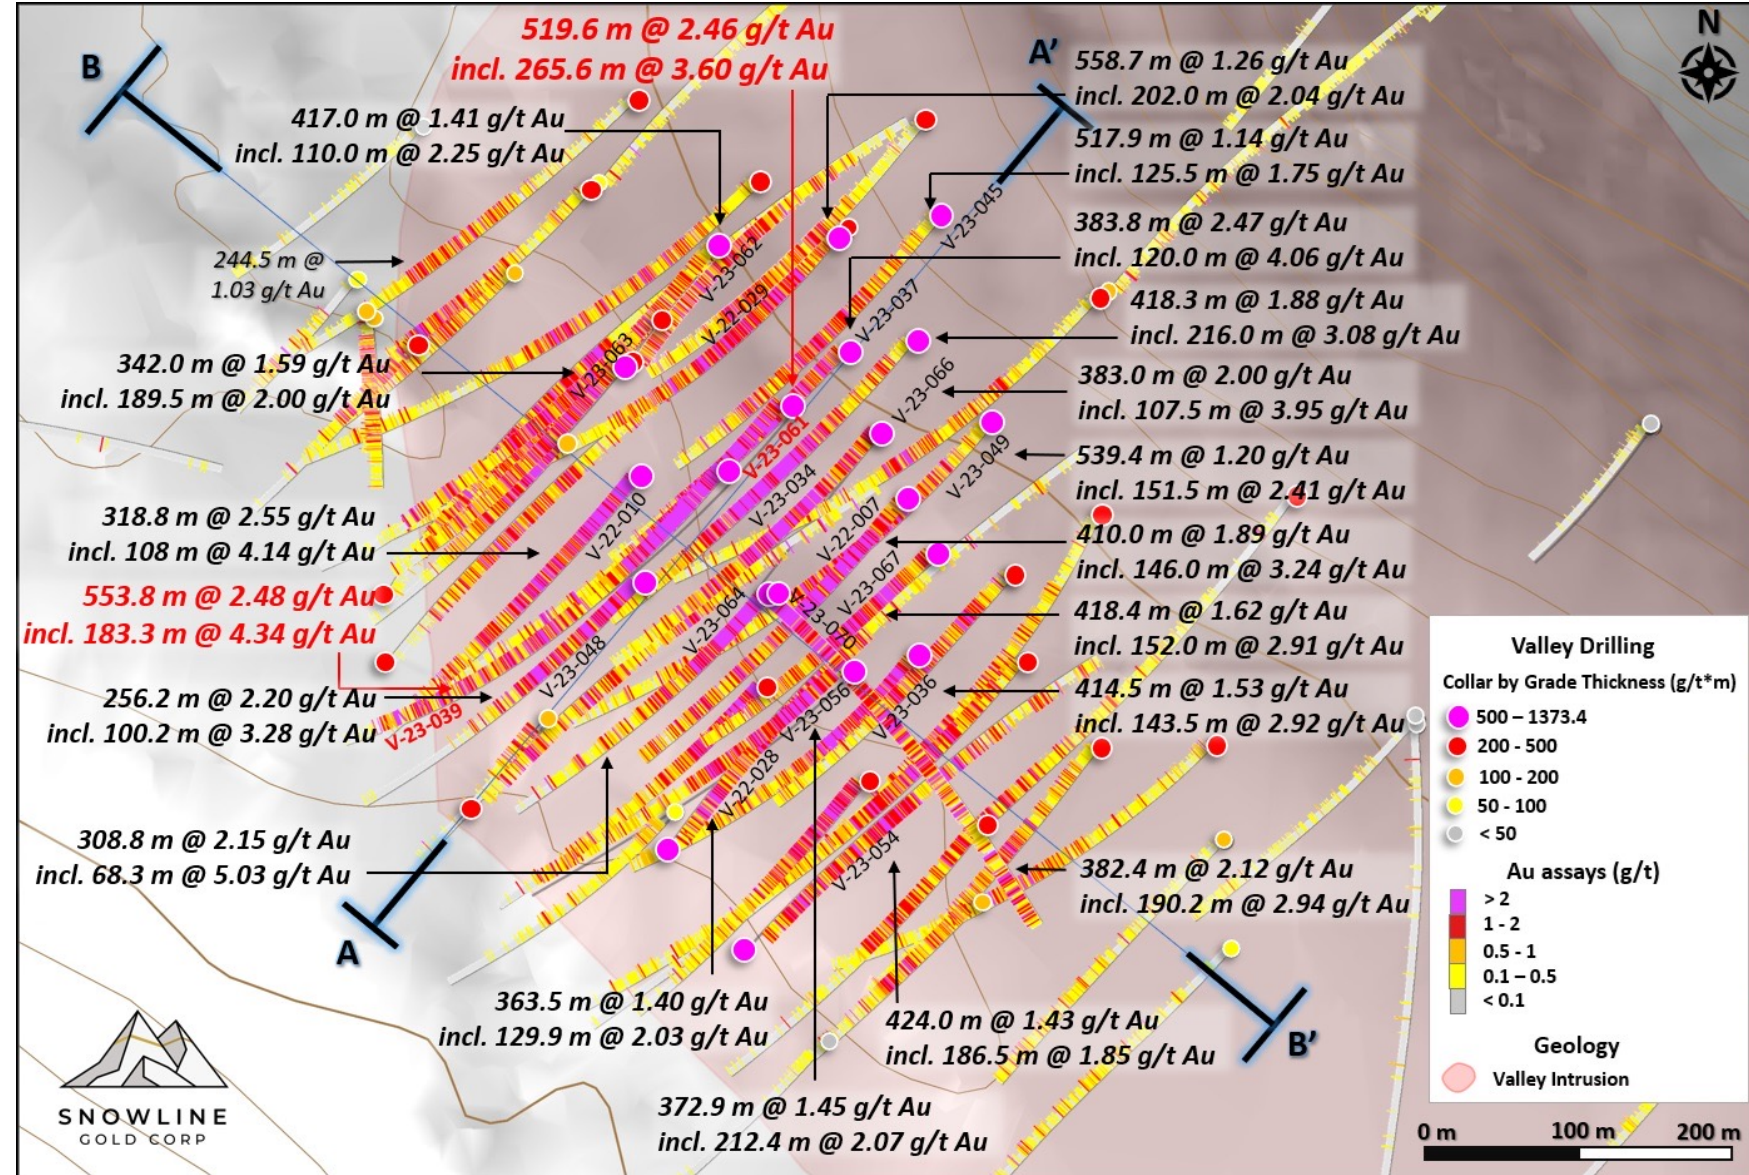 519.6 m @ 2.46 g/t Au
incl. 265.6 m @ 3.60 g/t Au
B
A’
N
558.7 m @ 1.26 g/t Au
incl. 202.0 m @ 2.04 g/t Au
417.0 m @ 1.41 g/t Au
incl. 110.0 m @ 2.25 g/t Au
517.9 m @ 1.14 g/t Au
incl. 125.5 m @ 1.75 g/t Au
V-23-045
383.8 m @ 2.47 g/t Au
incl. 120.0 m @ 4.06 g/t Au
244.5 m @
1.03 g/t Au
V-23-062
V-22-029
V-23-037
418.3 m @ 1.88 g/t Au
incl. 216.0 m @ 3.08 g/t Au
342.0 m @ 1.59 g/t Au
incl. 189.5 m @ 2.00 g/t Au
V-23-063
V-23-066
383.0 m @ 2.00 g/t Au
incl. 107.5 m @ 3.95 g/t Au
V-23-061
V-23-049
539.4 m @ 1.20 g/t Au
incl. 151.5 m @ 2.41 g/t Au
318.8 m @ 2.55 g/t Au
incl. 108 m @ 4.14 g/t Au
V-22-010
V-23-034
V-22-007
410.0 m @ 1.89 g/t Au
incl. 146.0 m @ 3.24 g/t Au
553.8 m @ 2.48 g/t Au
incl. 183.3 m @ 4.34 g/t Au
V-23-067
V-23-064
V-23-070
418.4 m @ 1.62 g/t Au
incl. 152.0 m @ 2.91 g/t Au
256.2 m @ 2.20 g/t Au
incl. 100.2 m @ 3.28 g/t Au
V-23-039
V-23-048
V-23-056
V-23-036
414.5 m @ 1.53 g/t Au
incl. 143.5 m @ 2.92 g/t Au
V-22-028
308.8 m @ 2.15 g/t Au
incl. 68.3 m @ 5.03 g/t Au
V-23-054
382.4 m @ 2.12 g/t Au
incl. 190.2 m @ 2.94 g/t Au
A
363.5 m @ 1.40 g/t Au
incl. 129.9 m @ 2.03 g/t Au
424.0 m @ 1.43 g/t Au
incl. 186.5 m @ 1.85 g/t Au
B’
372.9 m @ 1.45 g/t Au
incl. 212.4 m @ 2.07 g/t Au
SNOWLINE
GOLD CORP
Valley Drilling
Collar by Grade Thickness (g/t*m)
500 – 1373.4
200 - 500
100 - 200
50 - 100
< 50
Au assays (g/t)
> 2
1 - 2
0.5 - 1
0.1 – 0.5
< 0.1
Geology
Valley Intrusion
0 m 100 m 200 m